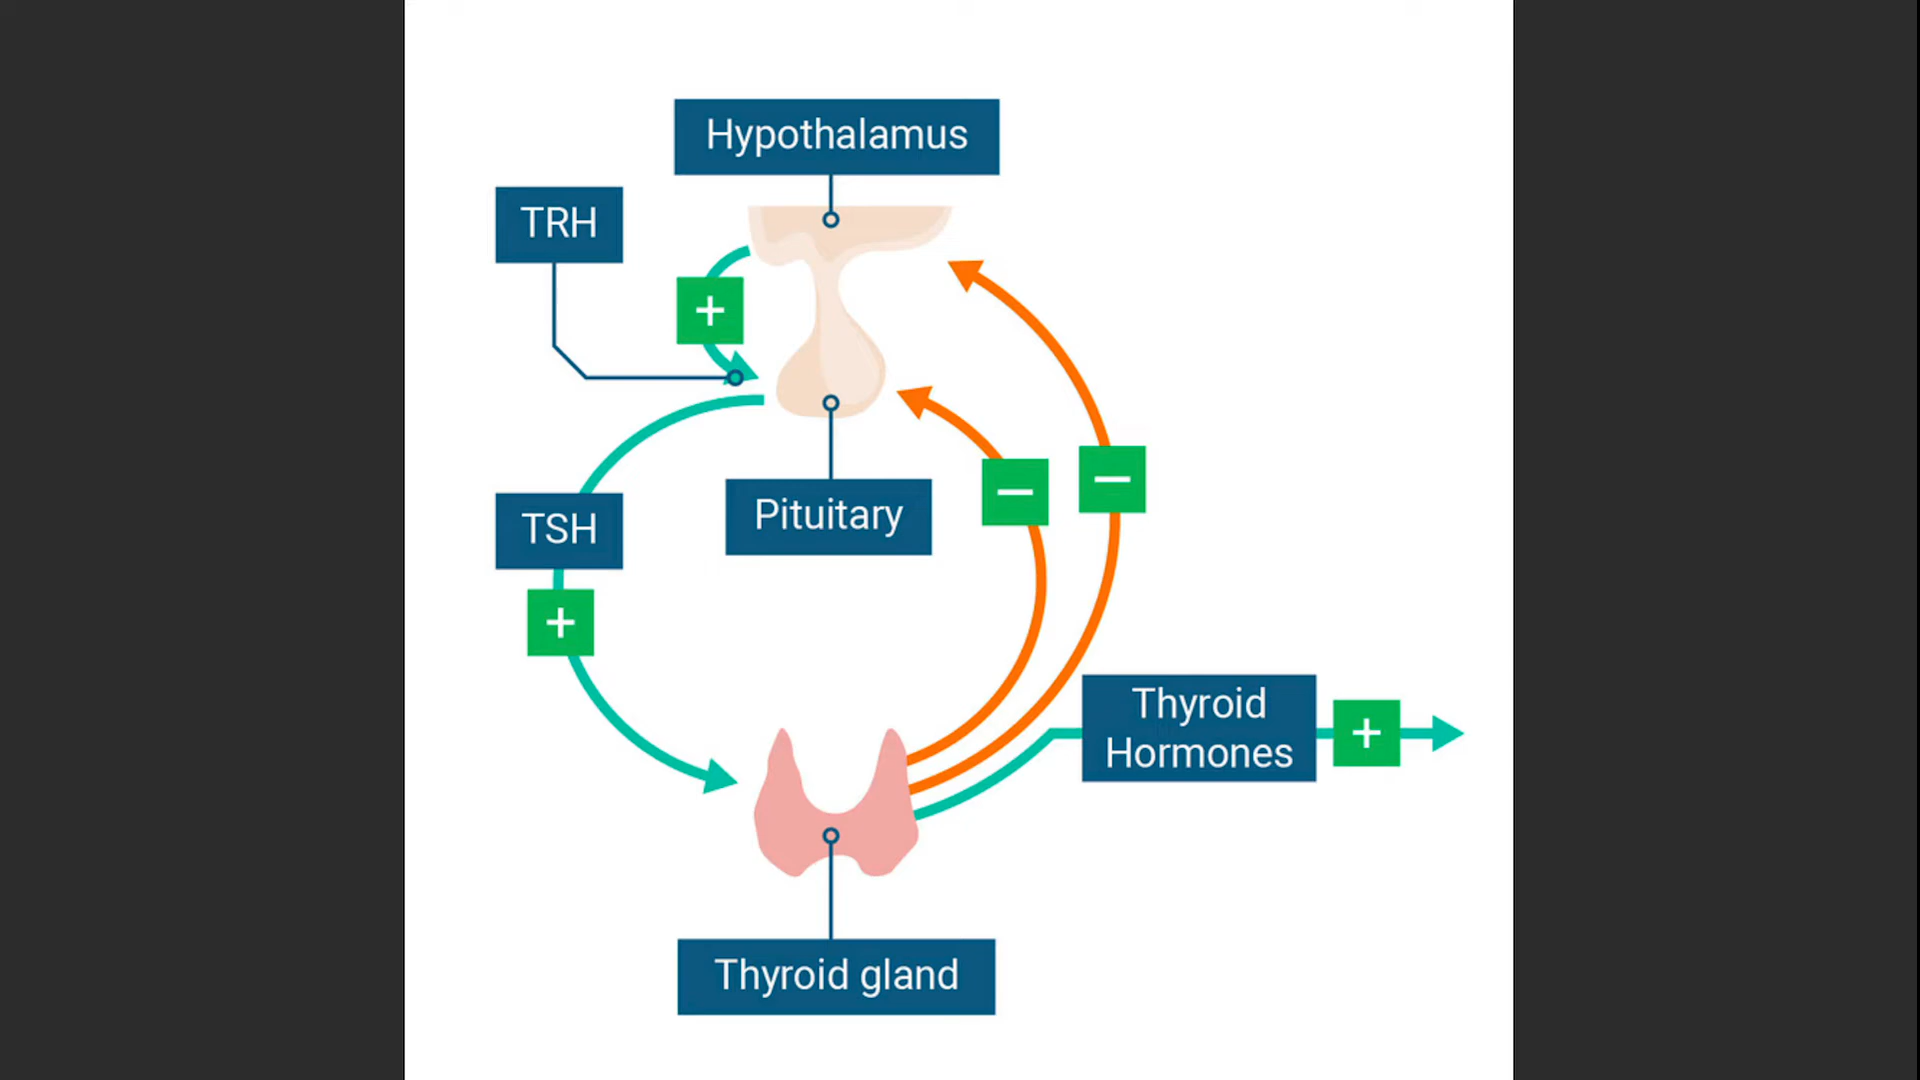 Hypothalamus
TRH
+
TSH
Pituitary
−
−
+
Thyroid
Hormones
+
Thyroid gland